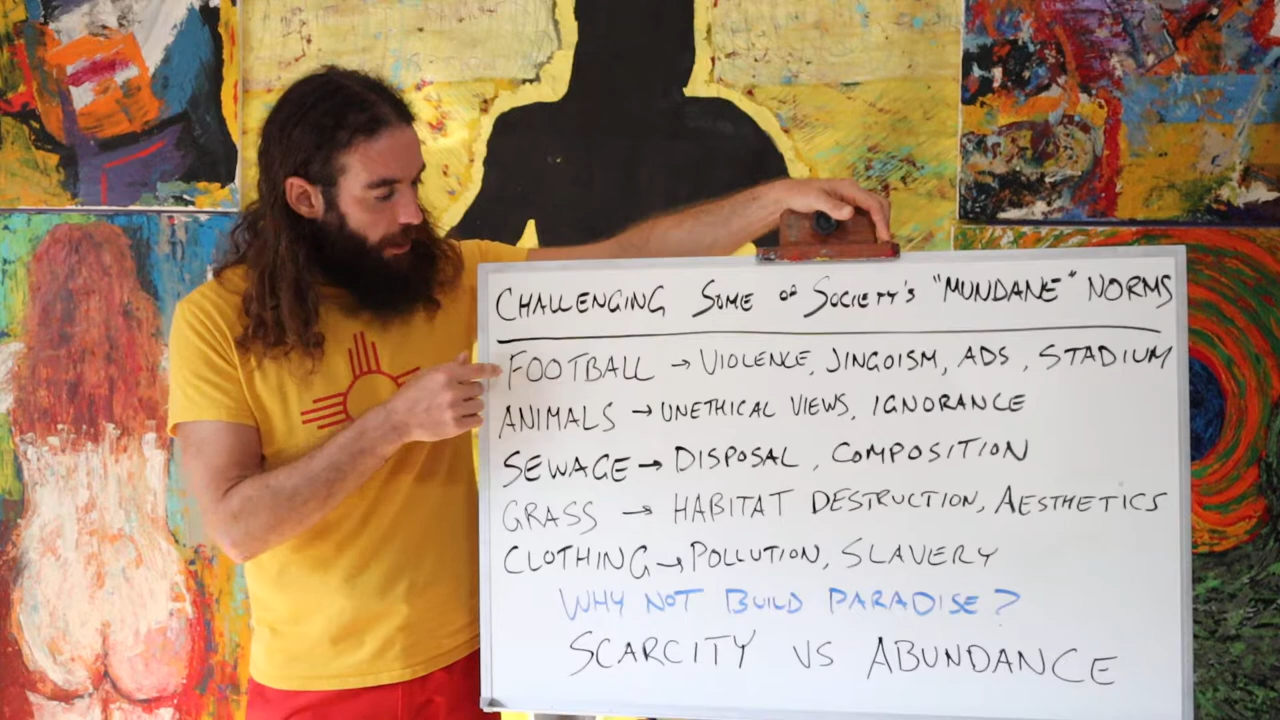 CHALLENGING SOME OF SOCIETY'S "MUNDANE" NORMS
FOOTBALL → VIOLENCE, JINGOISM, ADS, STADIUM
ANIMALS → UNETHICAL VIEWS, IGNORANCE
SEWAGE → DISPOSAL, COMPOSITION
GRASS → HABITAT DESTRUCTION, AESTHETICS
CLOTHING → POLLUTION, SLAVERY
WHY NOT BUILD PARADISE?
SCARCITY VS ABUNDANCE